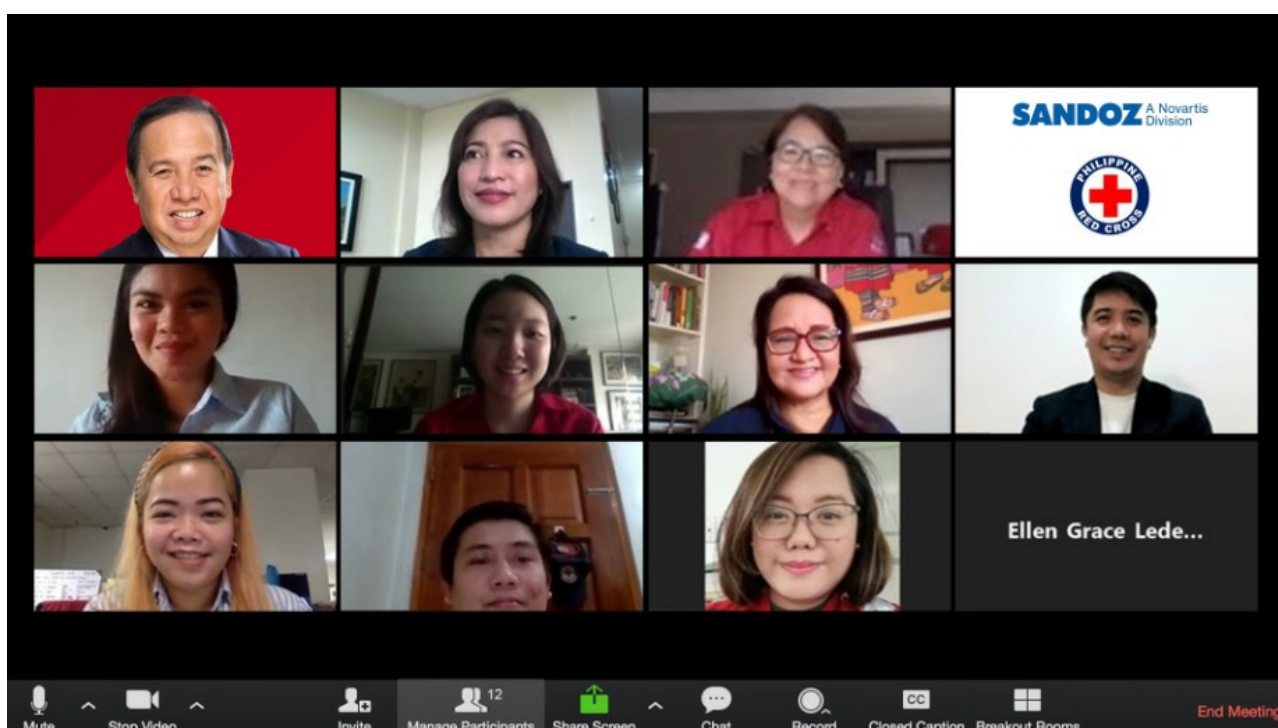 SANDOZ A Novartis
Division
PHILIPPINE
RED CROSS
Ellen Grace Lede...
12
Mute
Stop Video
Invite
Manage Participants
Share Screen
Chat
Record
CC
Closed Caption
Breakout Rooms
End Meeting